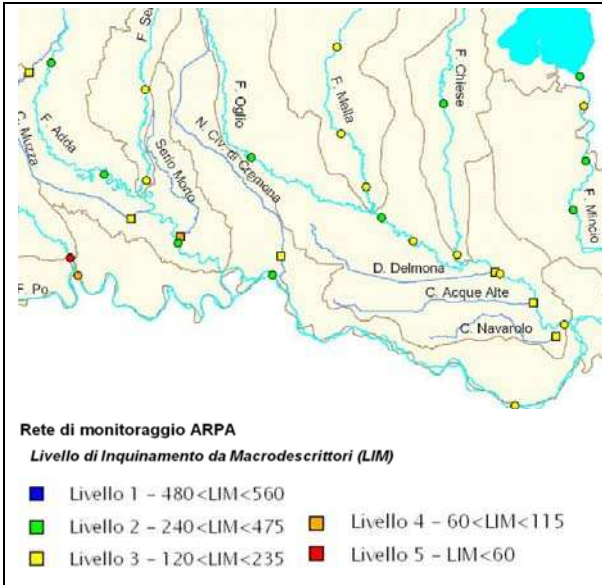 F. Se
F. Adda
C. Muzza
Serio Morto
N. Civ. di Cremona
F. Oglio
F. Mella
F. Chiese
F. Mincio
D. Delmona
C. Acque Alte
C. Navarolo
F. Po
Rete di monitoraggio ARPA
Livello di Inquinamento da Macrodescrittori (LIM)
Livello 1 – 480<LIM<560
Livello 2 – 240<LIM<475
Livello 3 – 120<LIM<235
Livello 4 – 60<LIM<115
Livello 5 – LIM<60